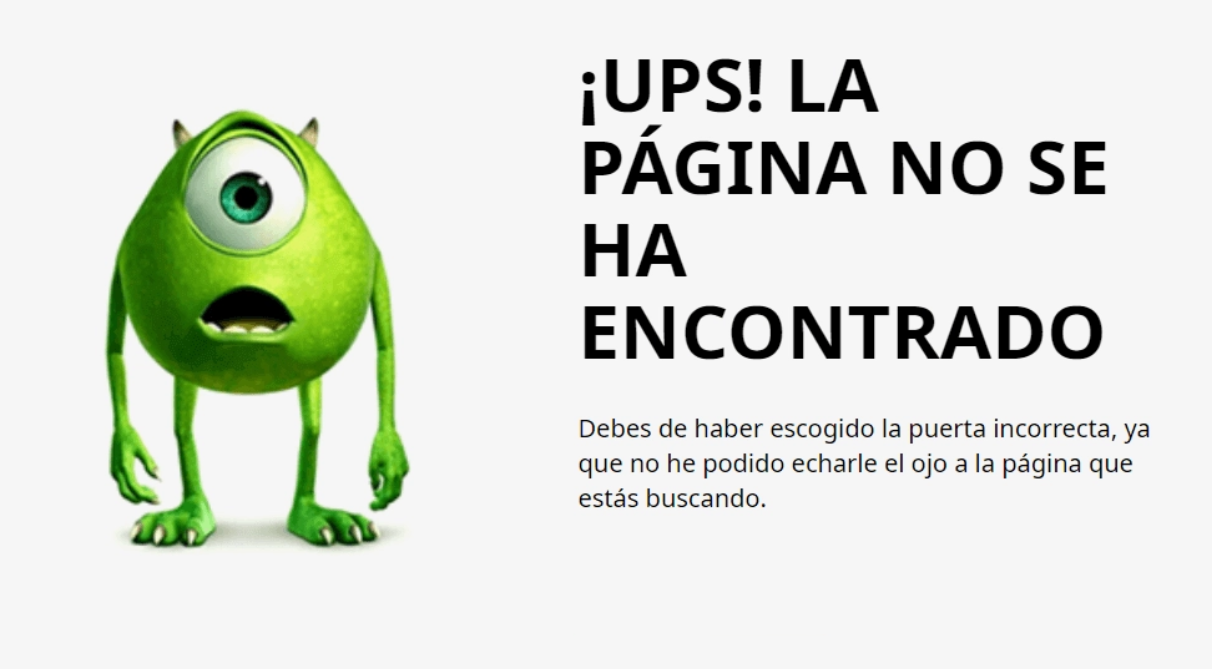 ¡UPS! LA
PÁGINA NO SE
HA
ENCONTRADO
Debes de haber escogido la puerta incorrecta, ya
que no he podido echarle el ojo a la página que
estás buscando.